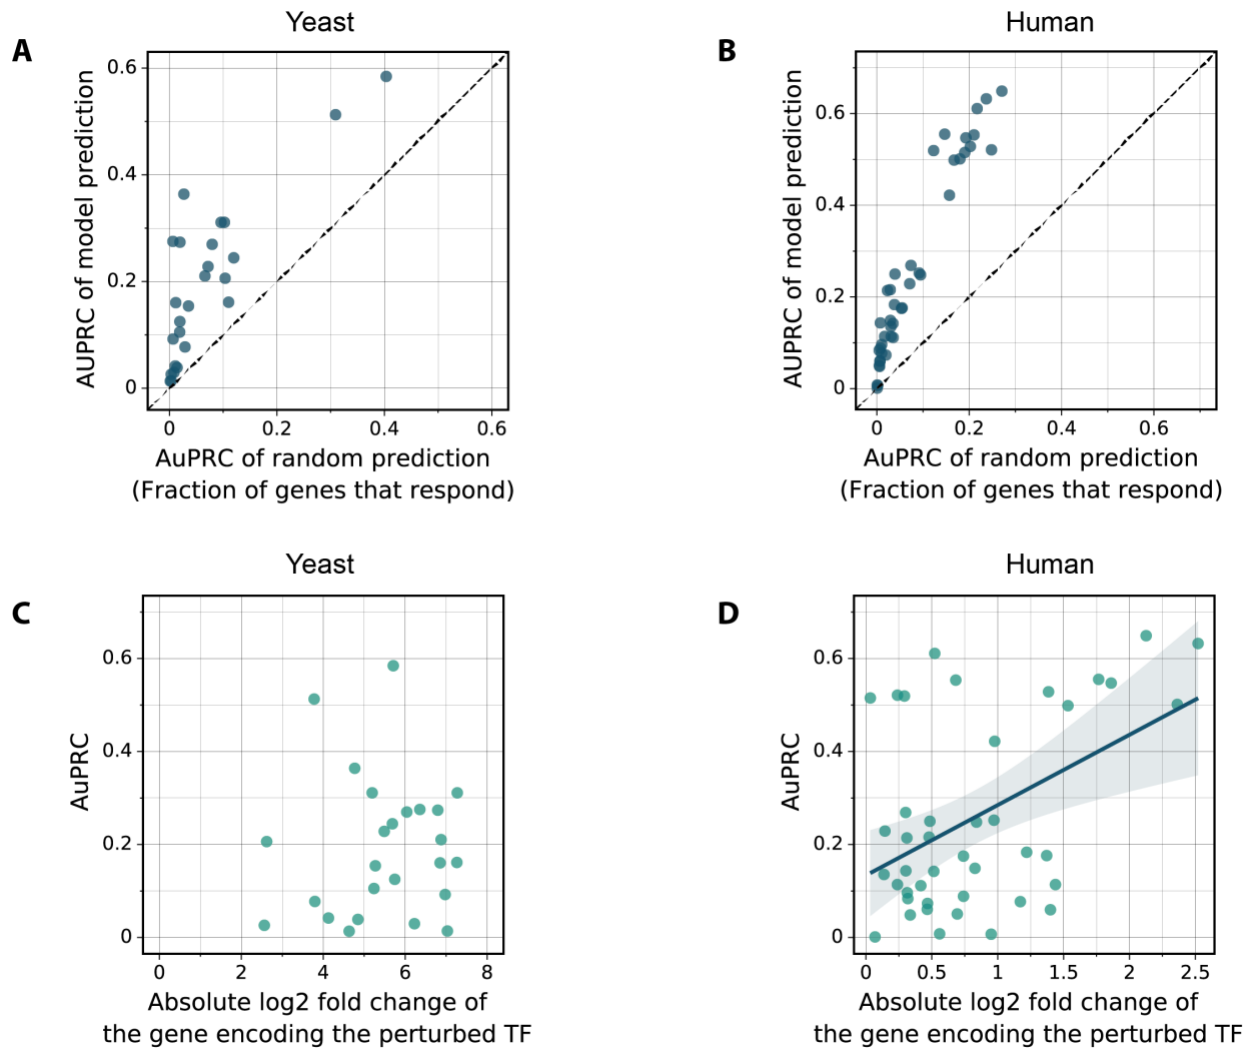 A
Yeast
AUPRC of model prediction
0.6
0.4
0.2
0
0
0.2
0.4
0.6
AuPRC of random prediction
(Fraction of genes that respond)
B
Human
AUPRC of model prediction
0.6
0.4
0.2
0
0
0.2
0.4
0.6
AuPRC of random prediction
(Fraction of genes that respond)
C
Yeast
AuPRC
0.6
0.4
0.2
0
0
2
4
6
8
Absolute log2 fold change of
the gene encoding the perturbed TF
D
Human
AuPRC
0.6
0.4
0.2
0
0
0.5
1
1.5
2
2.5
Absolute log2 fold change of
the gene encoding the perturbed TF